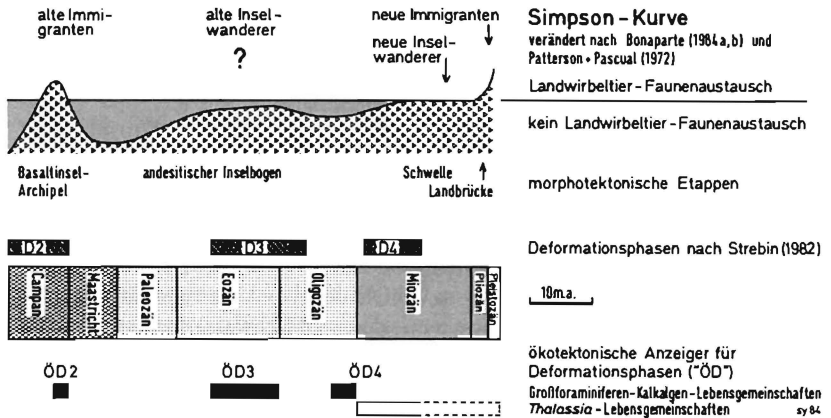 alte Immi-
granten
alte Insel-
wanderer
?
neue Immigranten
neue Insel-
wanderer
Simpson-Kurve
verändert nach Bonaparte (1984a,b) und
Patterson + Pascual (1972)
Landwirbeltier-Faunenaustausch
kein Landwirbeltier-Faunenaustausch
Basaltinsel-
Archipel
andesitischer Inselbogen
Schwelle
Landbrücke
morphotektonische Etappen
D2
D3
D4
Deformationsphasen nach Strebin (1982)
Campan
Maastricht
Paleozän
Eozän
Oligozän
Miozän
Pliozän
Pleistozän
10m.a.
ÖD2
ÖD3
ÖD4
ökotektonische Anzeiger für
Deformationsphasen ("ÖD")
Großforaminiferen-Kalkalgen-Lebensgemeinschaften
Thalassia-Lebensgemeinschaften
sy84